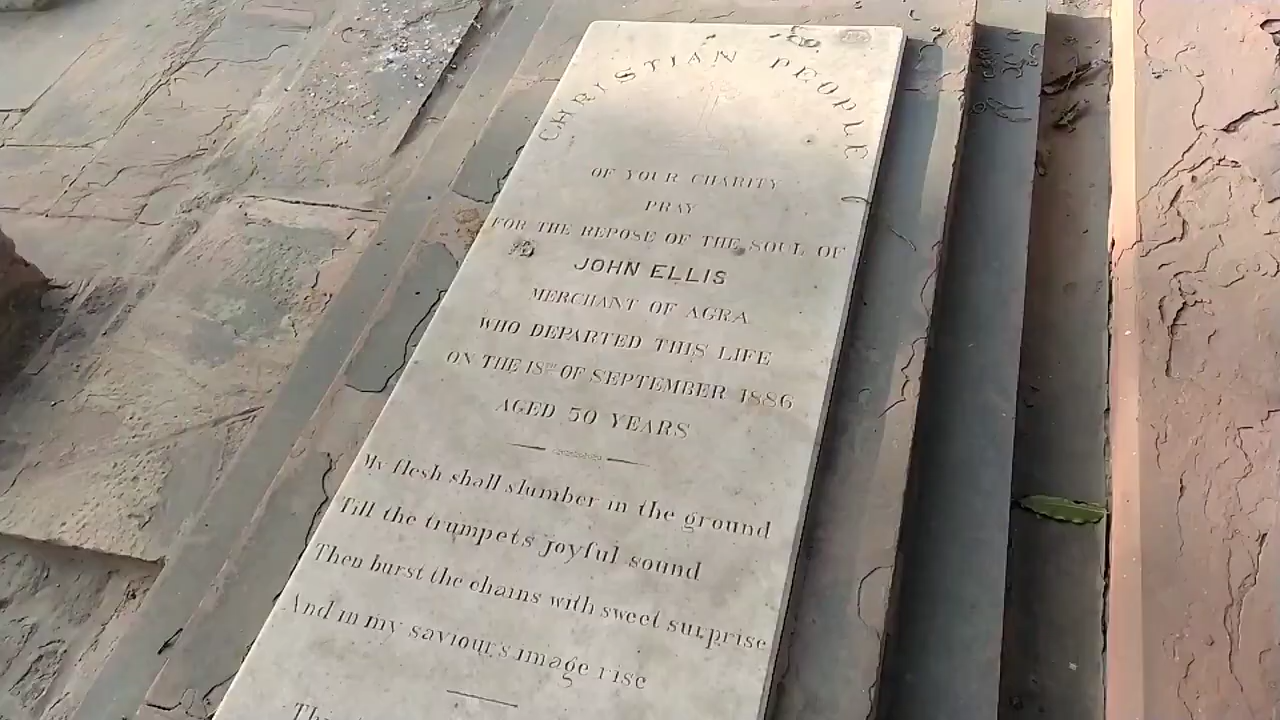 CHRISTIAN PEOPLE
OF YOUR CHARITY
PRAY
FOR THE REPOSE OF THE SOUL OF
JOHN ELLIS
MERCHANT OF AGRA
WHO DEPARTED THIS LIFE
ON THE 18TH OF SEPTEMBER 1886
AGED 50 YEARS
My flesh shall slumber in the ground
Till the trumpets joyful sound
Then burst the chains with sweet surprise
And in my saviours image rise